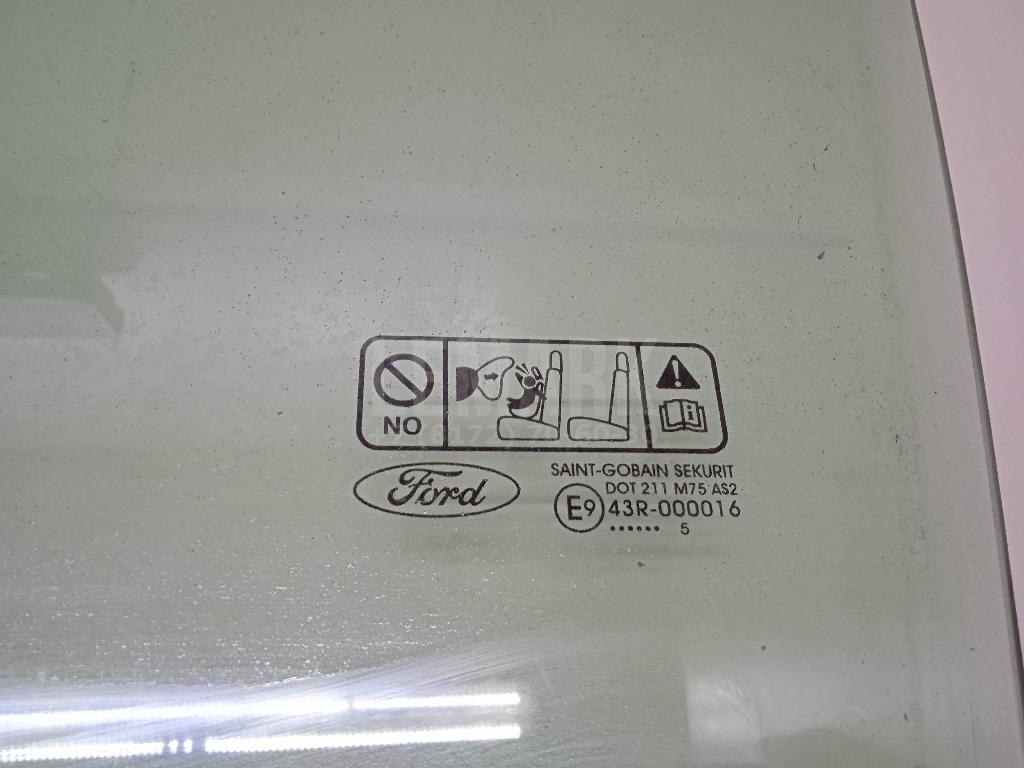 NO
Ford
SAINT-GOBAIN SEKURIT
DOT 211 M75 AS2
E9 43R-000016
•••••• 5